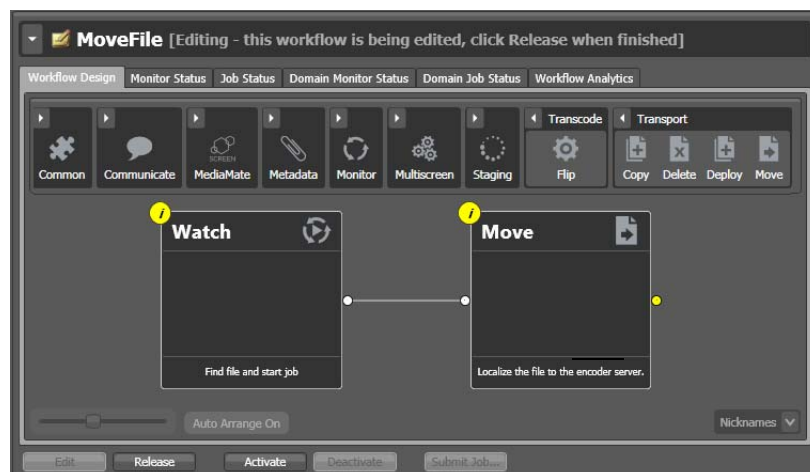 MoveFile [Editing - this workflow is being edited, click Release when finished]
Workflow Design Monitor Status Job Status Domain Monitor Status Domain Job Status Workflow Analytics
Transcode Transport
SCREEN
Common Communicate MediaMate Metadata Monitor Multiscreen Staging Flip Copy Delete Deploy Move
i i
Watch Move
Find file and start job Localize the file to the encoder server.
Auto Arrange On Nicknames
Edit Release Activate Deactivate Submit Job...